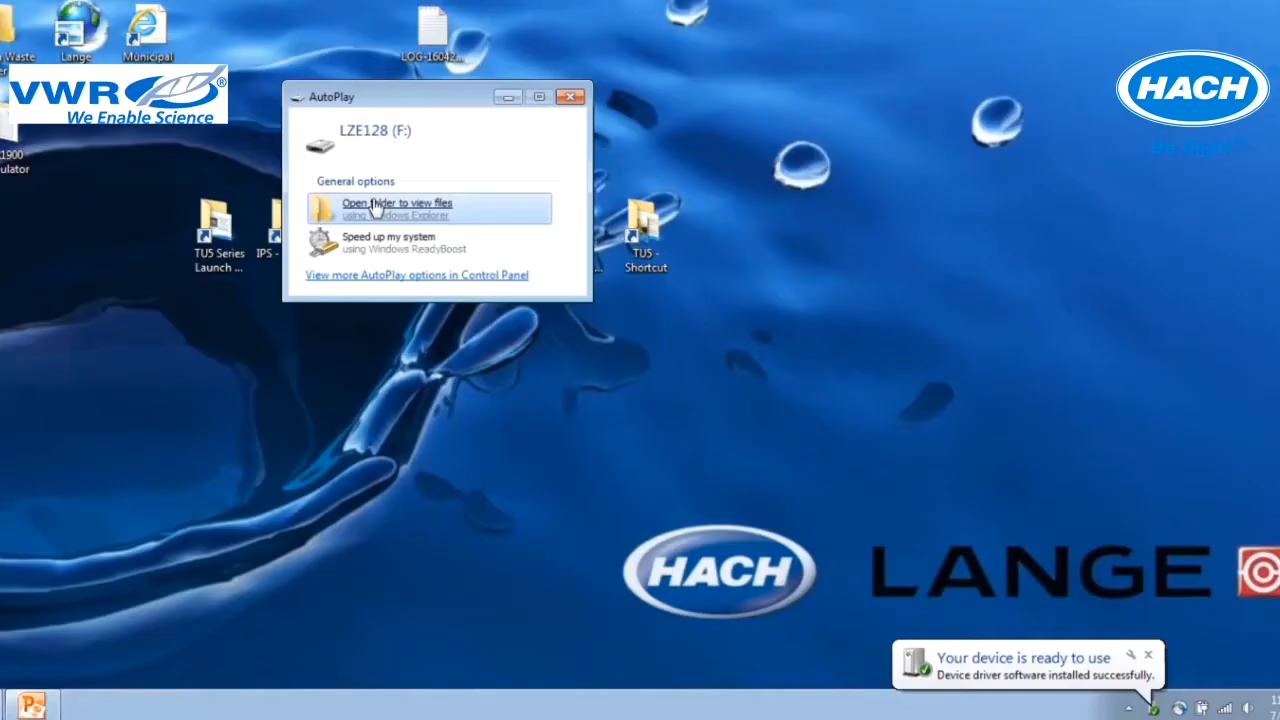 Waste
Lange
Municipal
LOG-16042...
VWR®
We Enable Science
HACH
Be Right™
1900
ulator
AutoPlay
LZE128 (F:)
General options
Open folder to view files
using Windows Explorer
Speed up my system
using Windows ReadyBoost
View more AutoPlay options in Control Panel
TU5 Series
Launch ...
IPS -
...
TU5 -
Shortcut
HACH
LANGE
Your device is ready to use
Device driver software installed successfully.